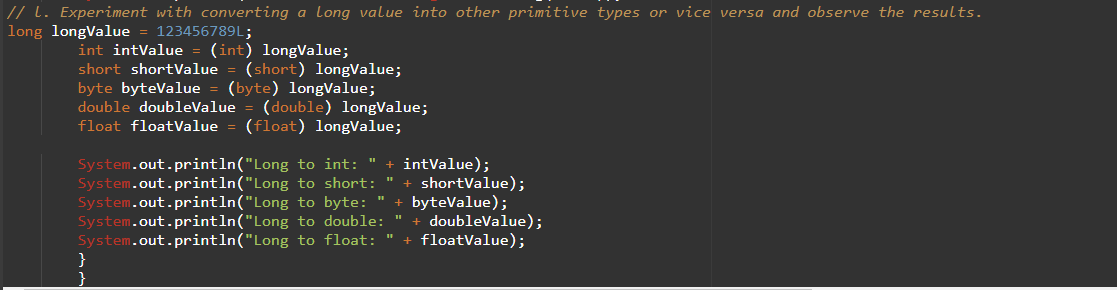 // l. Experiment with converting a long value into other primitive types or vice versa and observe the results.
long longValue = 123456789L;
int intValue = (int) longValue;
short shortValue = (short) longValue;
byte byteValue = (byte) longValue;
double doubleValue = (double) longValue;
float floatValue = (float) longValue;
System.out.println("Long to int: " + intValue);
System.out.println("Long to short: " + shortValue);
System.out.println("Long to byte: " + byteValue);
System.out.println("Long to double: " + doubleValue);
System.out.println("Long to float: " + floatValue);
}
}